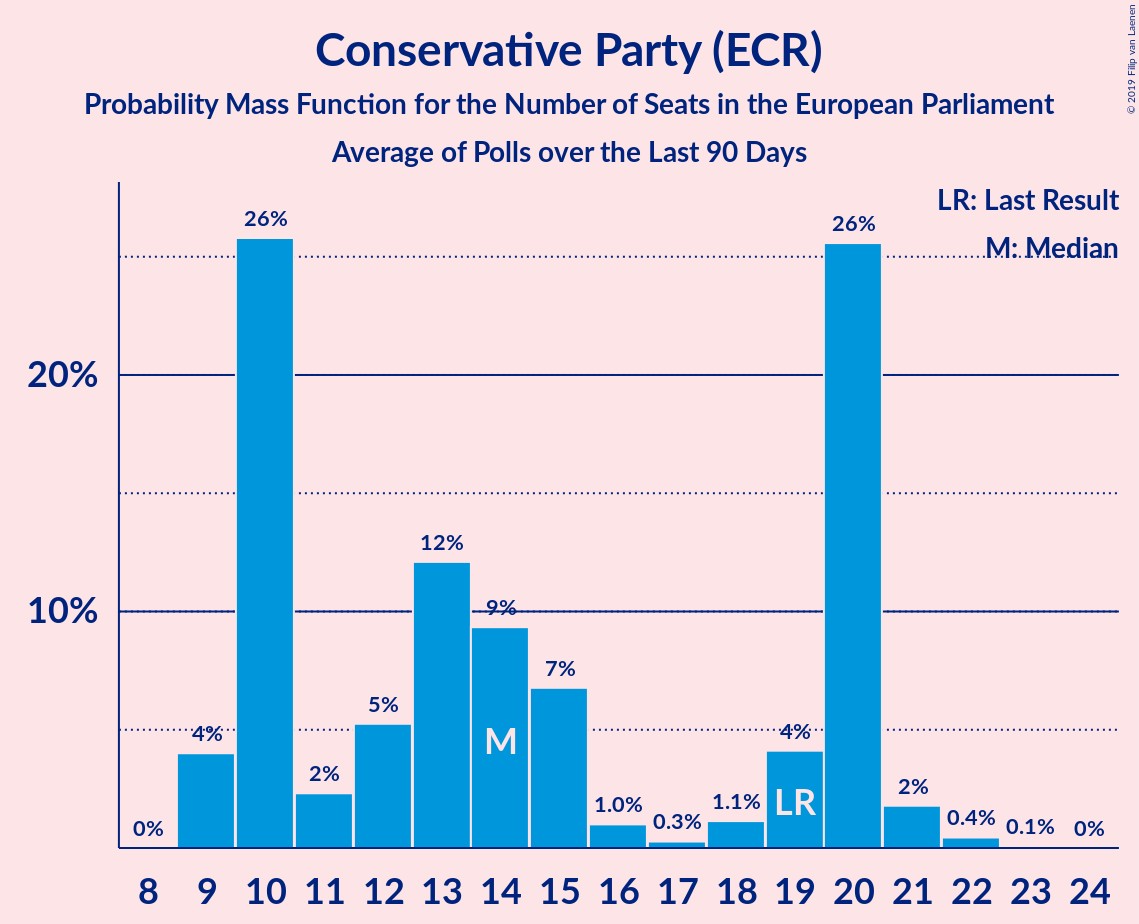 Conservative Party (ECR)
Probability Mass Function for the Number of Seats in the European Parliament
Average of Polls over the Last 90 Days
© 2019 Filip van Laenen
LR: Last Result
M: Median
20%
10%
0%
4%
26%
2%
5%
12%
9%
7%
1.0%
0.3%
1.1%
4%
26%
2%
0.4%
0.1%
0%
M
LR
8 9 10 11 12 13 14 15 16 17 18 19 20 21 22 23 24